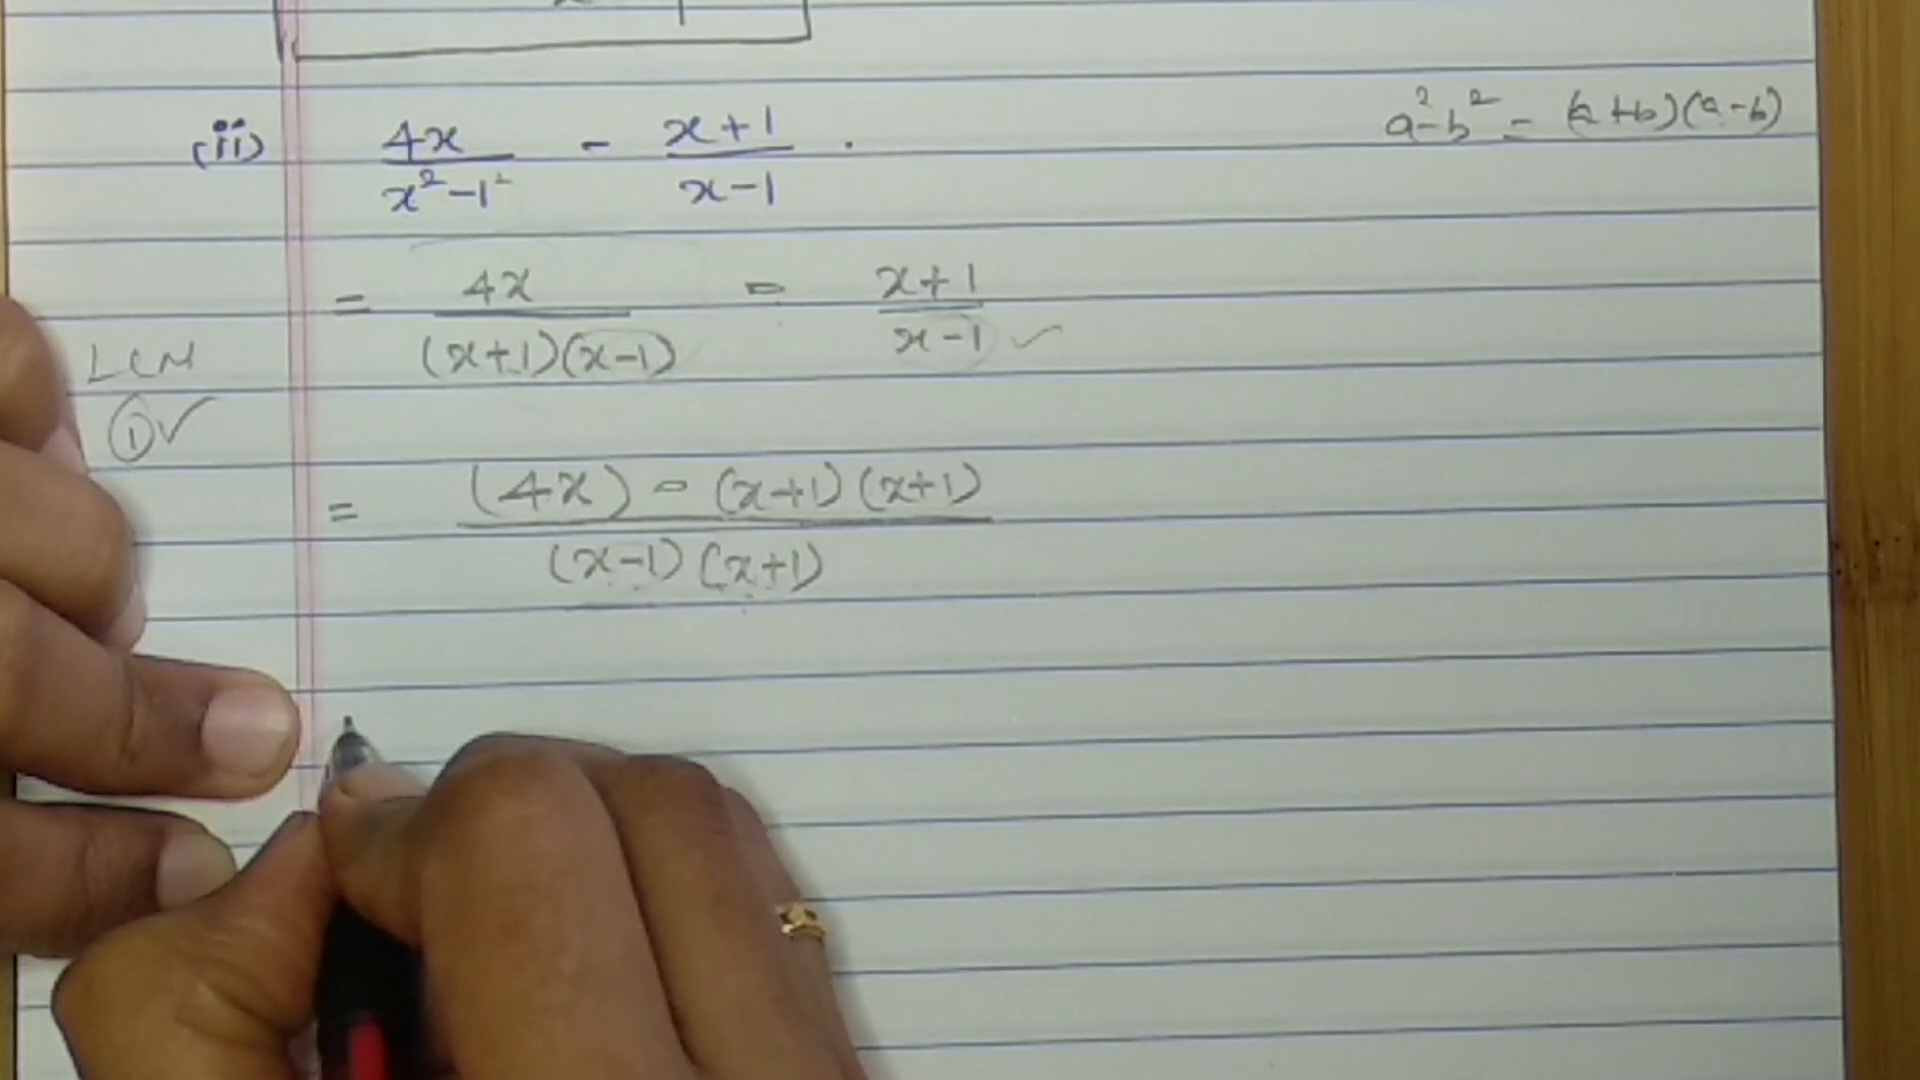 (ii) 4x/(x²-1²) - (x+1)/(x-1) .
a²-b² = (a+b)(a-b)
= 4x/((x+1)(x-1)) - (x+1)/(x-1) ✓
LCM
① ✓
= ((4x) - (x+1)(x+1))/((x-1)(x+1))